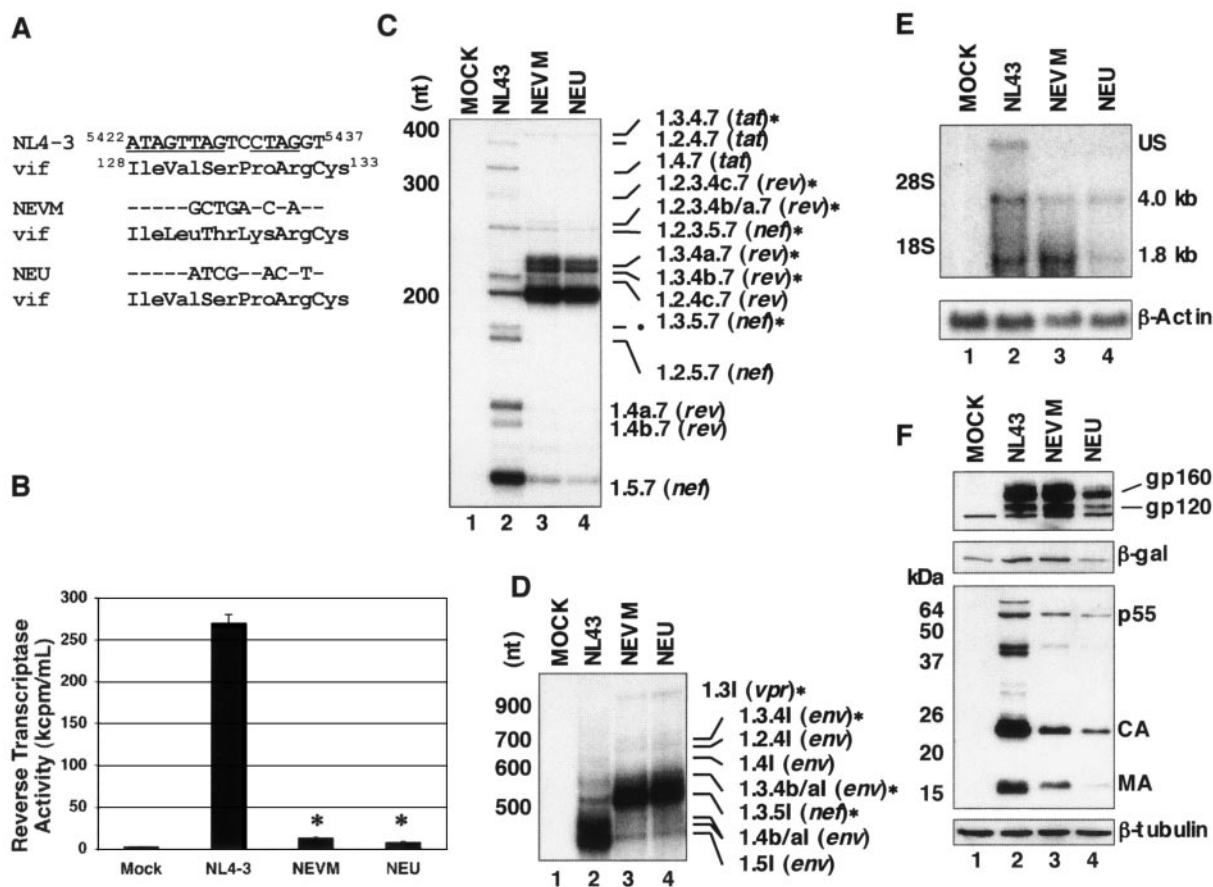 A
NL4-3 5422ATAGTTAGTCCTAGGT5437
vif 128IleValSerProArgCys133
NEVM -----GCTGA-C-A--
vif IleLeuThrLysArgCys
NEU -----ATCG--AC-T-
vif IleValSerProArgCys
B
Reverse Transcriptase
Activity (kcpm/mL)
300
250
200
150
100
50
0
* *
Mock NL4-3 NEVM NEU
C
(nt) MOCK NL43 NEVM NEU
400
300
200
1.3.4.7 (tat)*
1.2.4.7 (tat)
1.4.7 (tat)
1.2.3.4c.7 (rev)*
1.2.3.4b/a.7 (rev)*
1.2.3.5.7 (nef)*
1.3.4a.7 (rev)*
1.3.4b.7 (rev)*
1.2.4c.7 (rev)
1.3.5.7 (nef)*
1.2.5.7 (nef)
1.4a.7 (rev)
1.4b.7 (rev)
1.5.7 (nef)
1 2 3 4
D
(nt) MOCK NL43 NEVM NEU
900
700
600
500
1.3I (vpr)*
1.3.4I (env)*
1.2.4I (env)
1.4I (env)
1.3.4b/aI (env)*
1.3.5I (nef)*
1.4b/aI (env)
1.5I (env)
1 2 3 4
E
MOCK NL43 NEVM NEU
28S
18S
US
4.0 kb
1.8 kb
β-Actin
1 2 3 4
F
MOCK NL43 NEVM NEU
gp160
gp120
β-gal
kDa
64
50
37
26
20
15
p55
CA
MA
β-tubulin
1 2 3 4